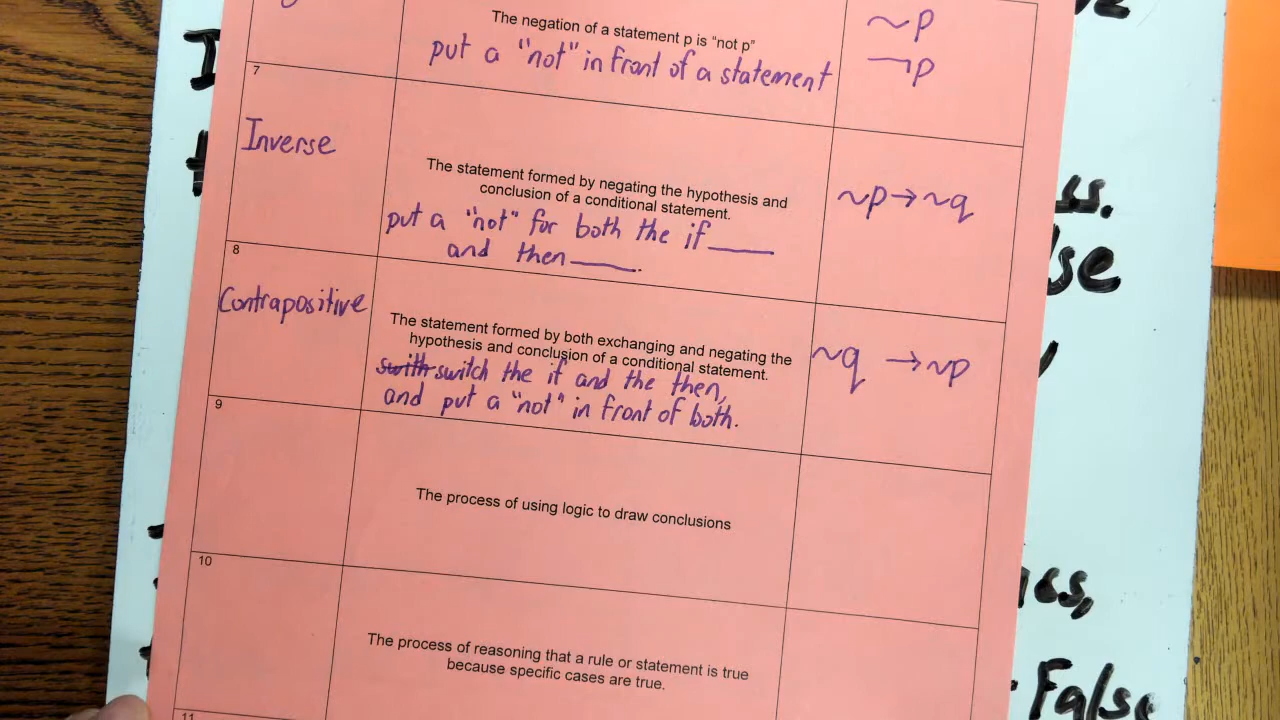 The negation of a statement p is “not p”
put a "not" in front of a statement
~p
¬p
7
Inverse
The statement formed by negating the hypothesis and
conclusion of a conditional statement.
put a "not" for both the if ____
and then ____.
~p→~q
8
Contrapositive
The statement formed by both exchanging and negating the
hypothesis and conclusion of a conditional statement.
swith switch the if and the then,
and put a "not" in front of both.
~q →~p
9
The process of using logic to draw conclusions
10
The process of reasoning that a rule or statement is true
because specific cases are true.
11
False